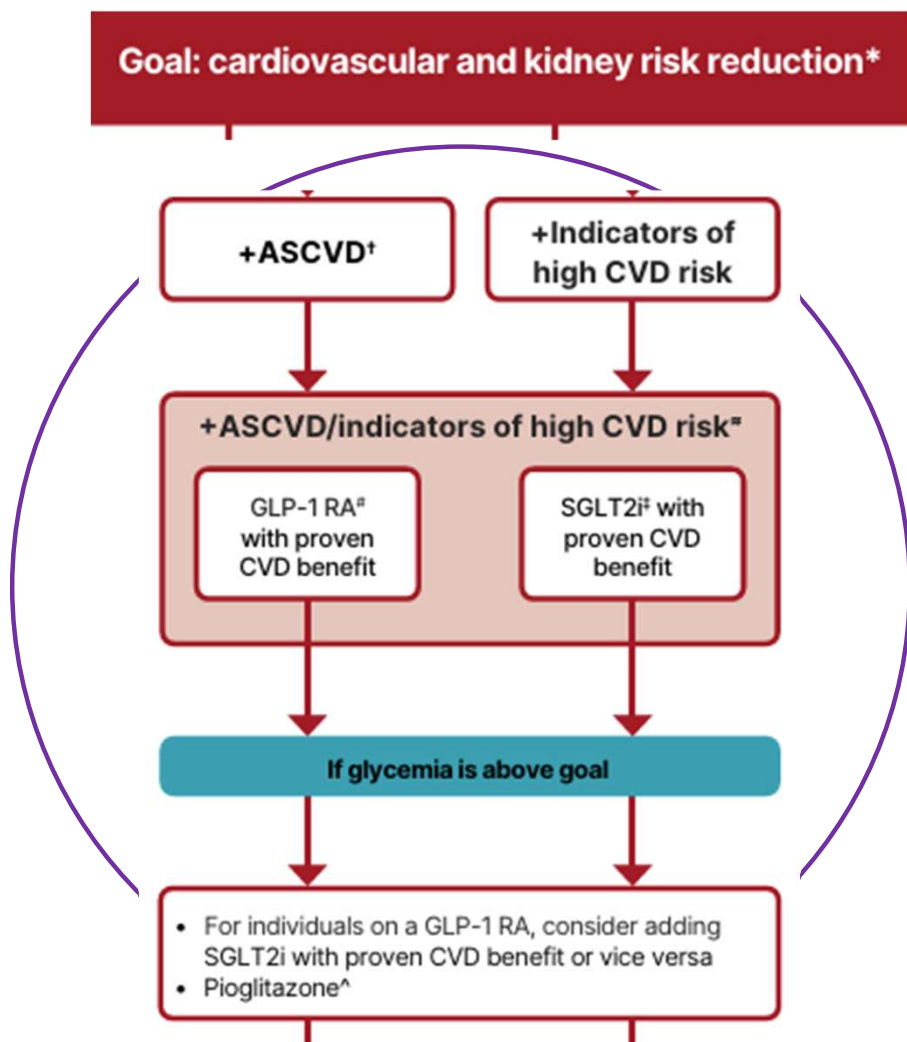 Goal: cardiovascular and kidney risk reduction*
+ASCVD†
+Indicators of
high CVD risk
+ASCVD/indicators of high CVD risk⁼
GLP-1 RA#
with proven
CVD benefit
SGLT2i‡ with
proven CVD
benefit
If glycemia is above goal
• For individuals on a GLP-1 RA, consider adding
SGLT2i with proven CVD benefit or vice versa
• Pioglitazone^